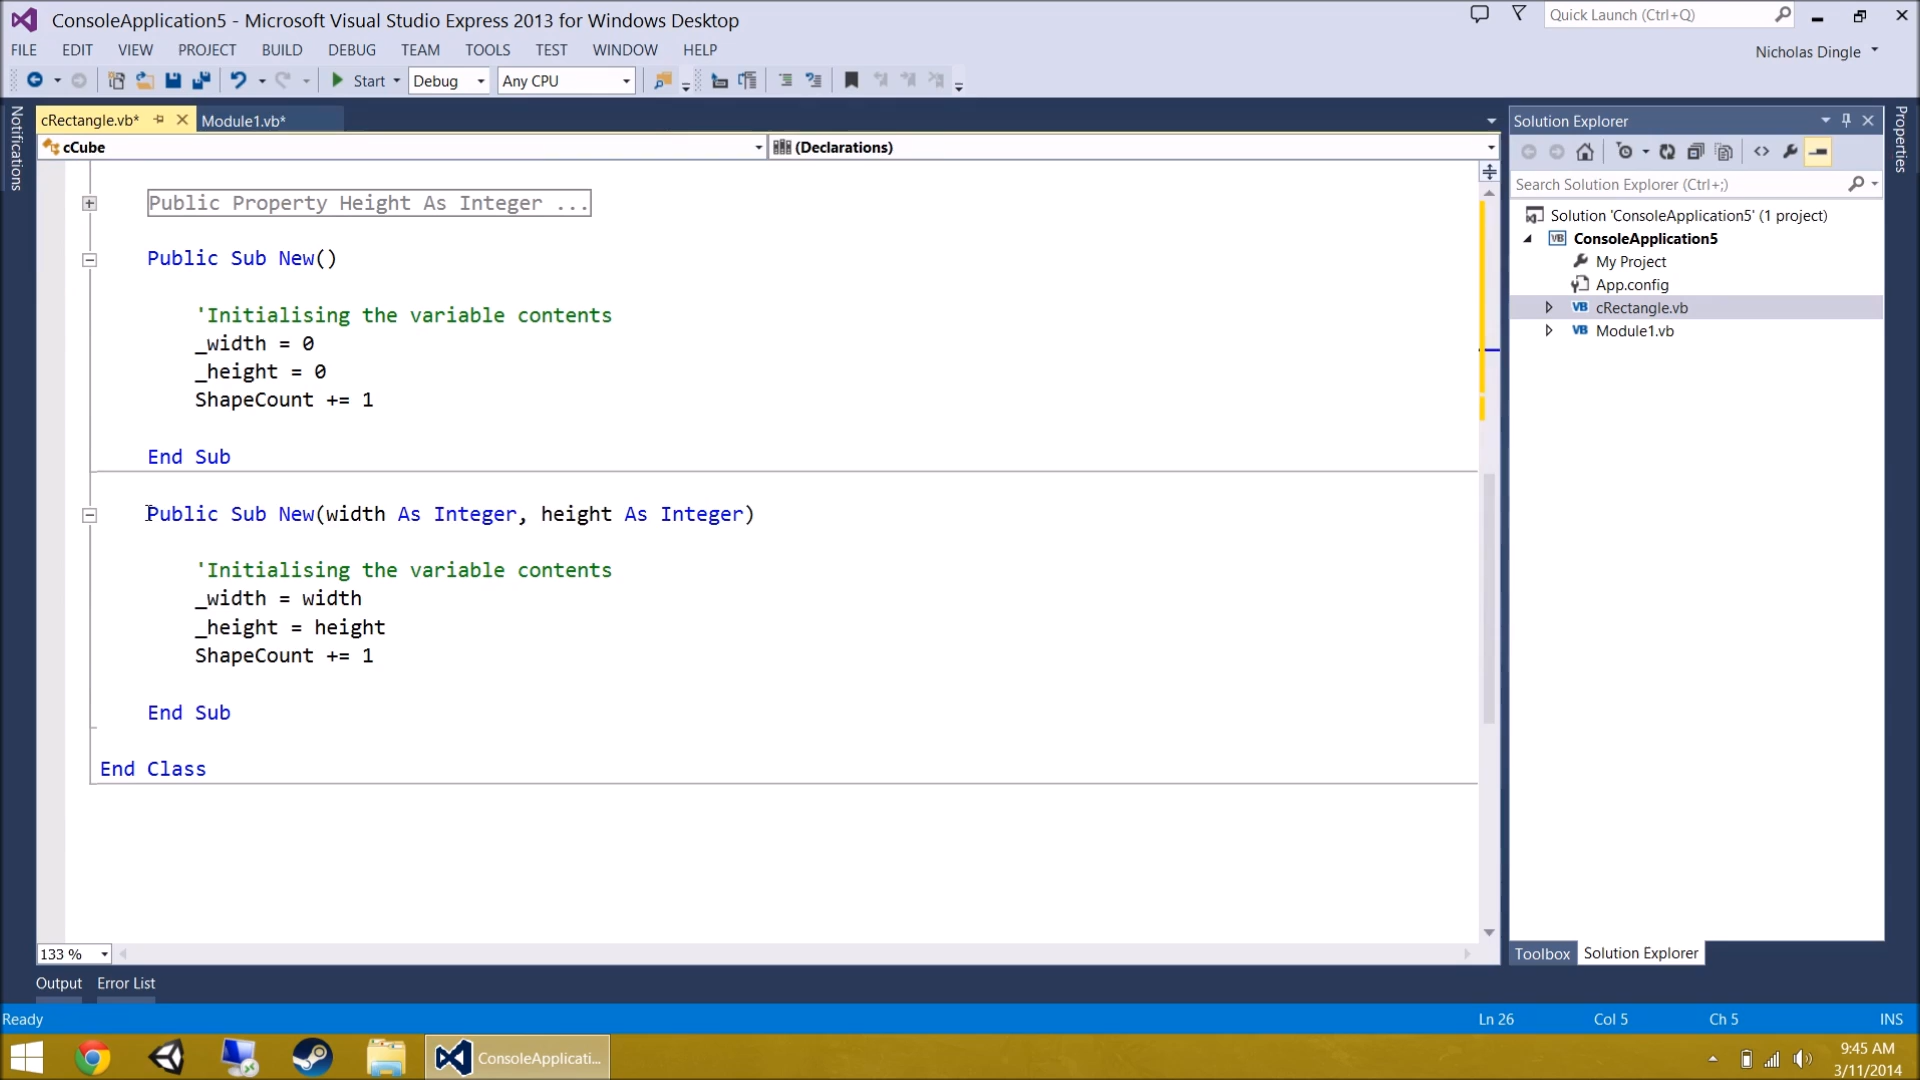 ConsoleApplication5 - Microsoft Visual Studio Express 2013 for Windows Desktop
Quick Launch (Ctrl+Q)
FILE EDIT VIEW PROJECT BUILD DEBUG TEAM TOOLS TEST WINDOW HELP
Nicholas Dingle
Start Debug Any CPU
Notifications
cRectangle.vb* Module1.vb*
cCube (Declarations)
Public Property Height As Integer ...
Public Sub New()
'Initialising the variable contents
_width = 0
_height = 0
ShapeCount += 1
End Sub
Public Sub New(width As Integer, height As Integer)
'Initialising the variable contents
_width = width
_height = height
ShapeCount += 1
End Sub
End Class
133 %
Solution Explorer
Search Solution Explorer (Ctrl+;)
Solution 'ConsoleApplication5' (1 project)
VB ConsoleApplication5
My Project
App.config
VB cRectangle.vb
VB Module1.vb
Toolbox Solution Explorer
Properties
Output Error List
Ready Ln 26 Col 5 Ch 5 INS
ConsoleApplicati...
9:45 AM
3/11/2014